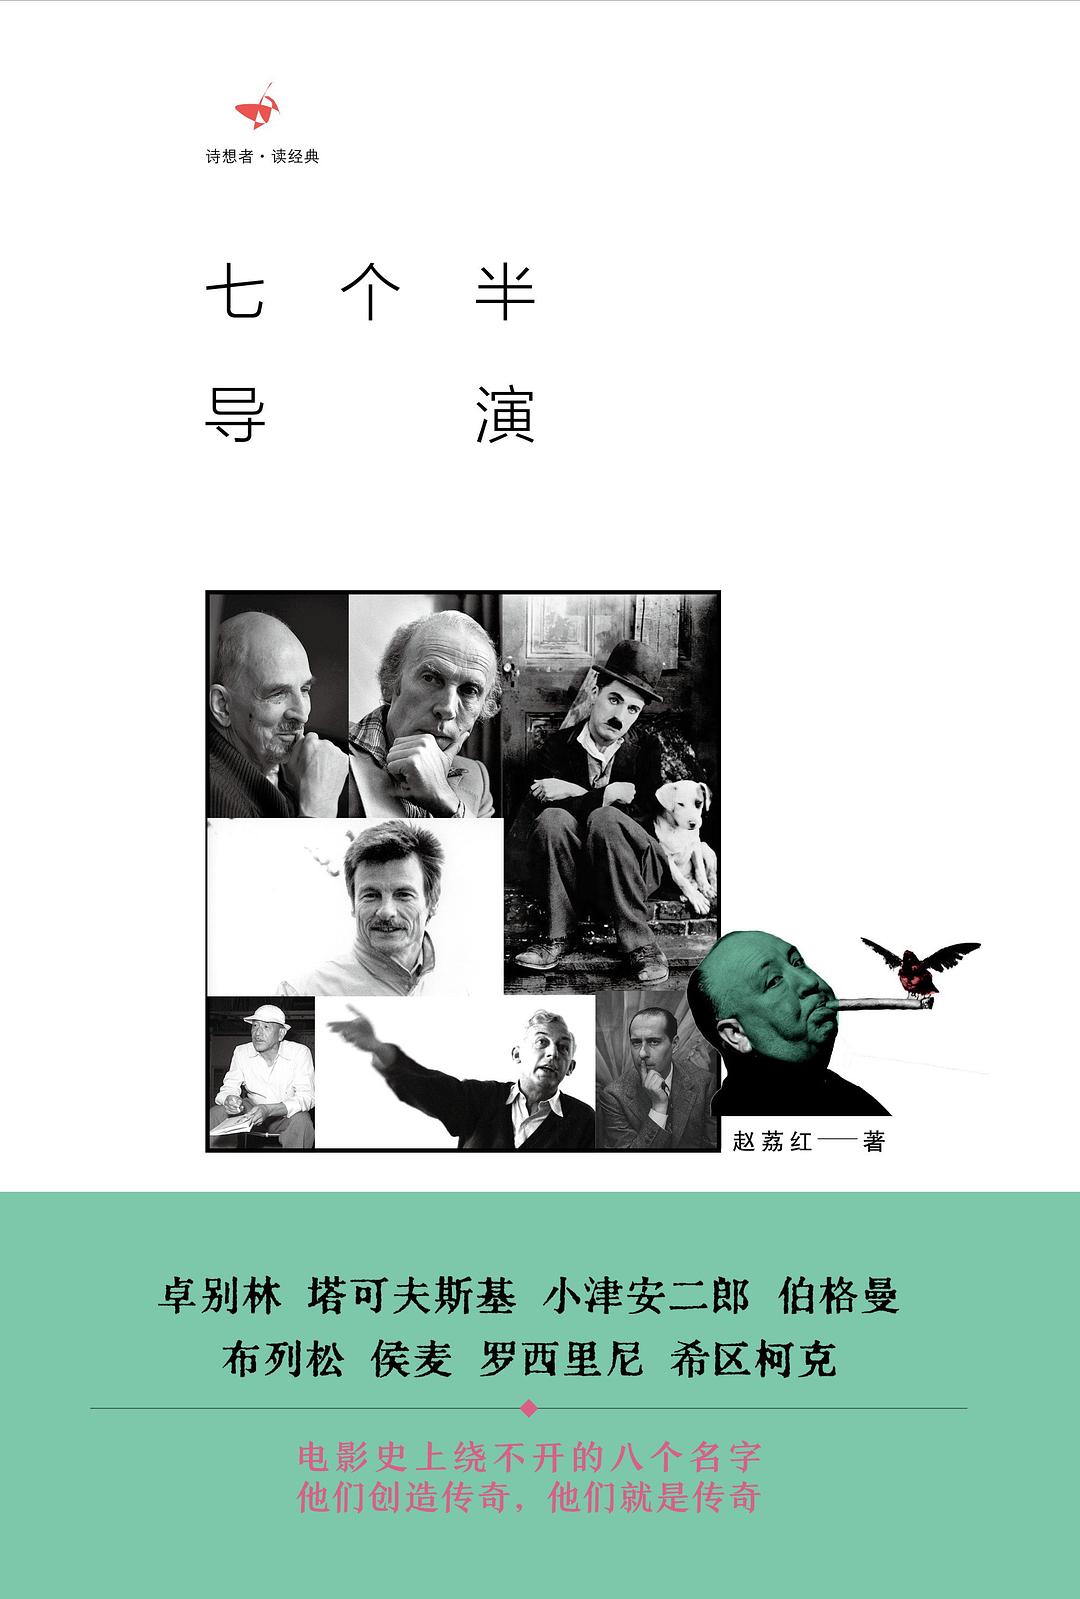 诗想者·读经典
七个半
导演
赵荔红——著
卓别林 塔可夫斯基 小津安二郎 伯格曼
布列松 侯麦 罗西里尼 希区柯克
电影史上绕不开的八个名字
他们创造传奇，他们就是传奇